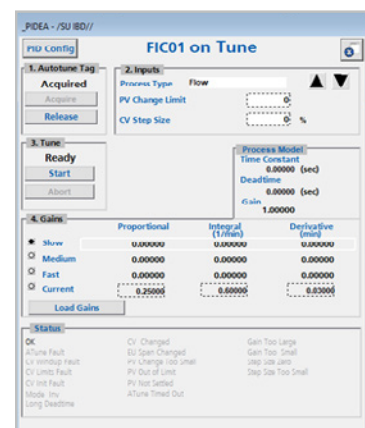 _PIDEA - /SU IBD//
PID Config
FIC01 on Tune
1. Autotune Tag
Acquired
Acquire
Release
2. Inputs
Process Type Flow
PV Change Limit 0
CV Step Size 0 %
3. Tune
Ready
Start
Abort
Process Model
Time Constant
0.00000 (sec)
Deadtime
0.00000 (sec)
Gain
1.00000
4. Gains
Proportional Integral (1/min) Derivative (min)
Slow 0.00000 0.00000 0.00000
Medium 0.00000 0.00000 0.00000
Fast 0.00000 0.00000 0.00000
Current 0.25000 0.60000 0.03000
Load Gains
Status
OK CV Changed Gain Too Large
ATune Fault EU Span Changed Gain Too Small
CV Windup Fault PV Change Too Small Step Size Zero
CV Limits Fault PV Out of Limit Step Size Too Small
CV Init Fault PV Not Settled
Mode Inv ATune Timed Out
Long Deadtime